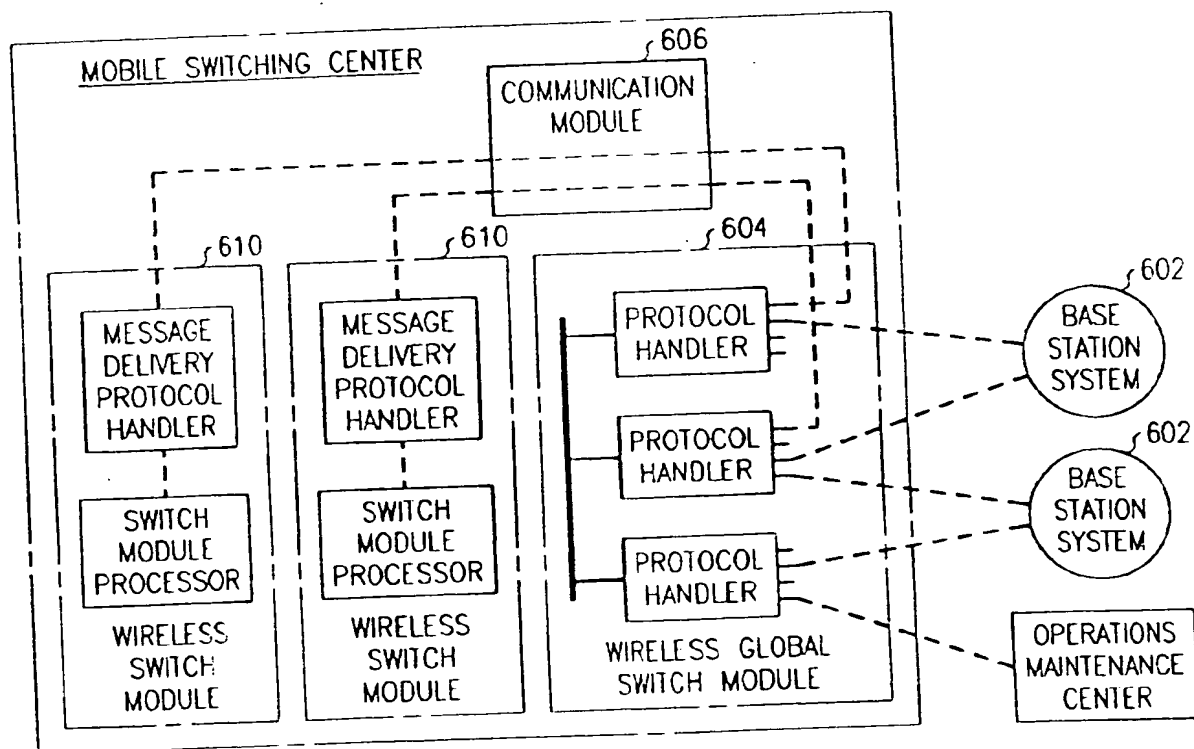 MOBILE SWITCHING CENTER
606
COMMUNICATION
MODULE
610
MESSAGE
DELIVERY
PROTOCOL
HANDLER
SWITCH
MODULE
PROCESSOR
WIRELESS
SWITCH
MODULE
610
MESSAGE
DELIVERY
PROTOCOL
HANDLER
SWITCH
MODULE
PROCESSOR
WIRELESS
SWITCH
MODULE
604
PROTOCOL
HANDLER
PROTOCOL
HANDLER
PROTOCOL
HANDLER
WIRELESS GLOBAL
SWITCH MODULE
602
BASE
STATION
SYSTEM
602
BASE
STATION
SYSTEM
OPERATIONS
MAINTENANCE
CENTER